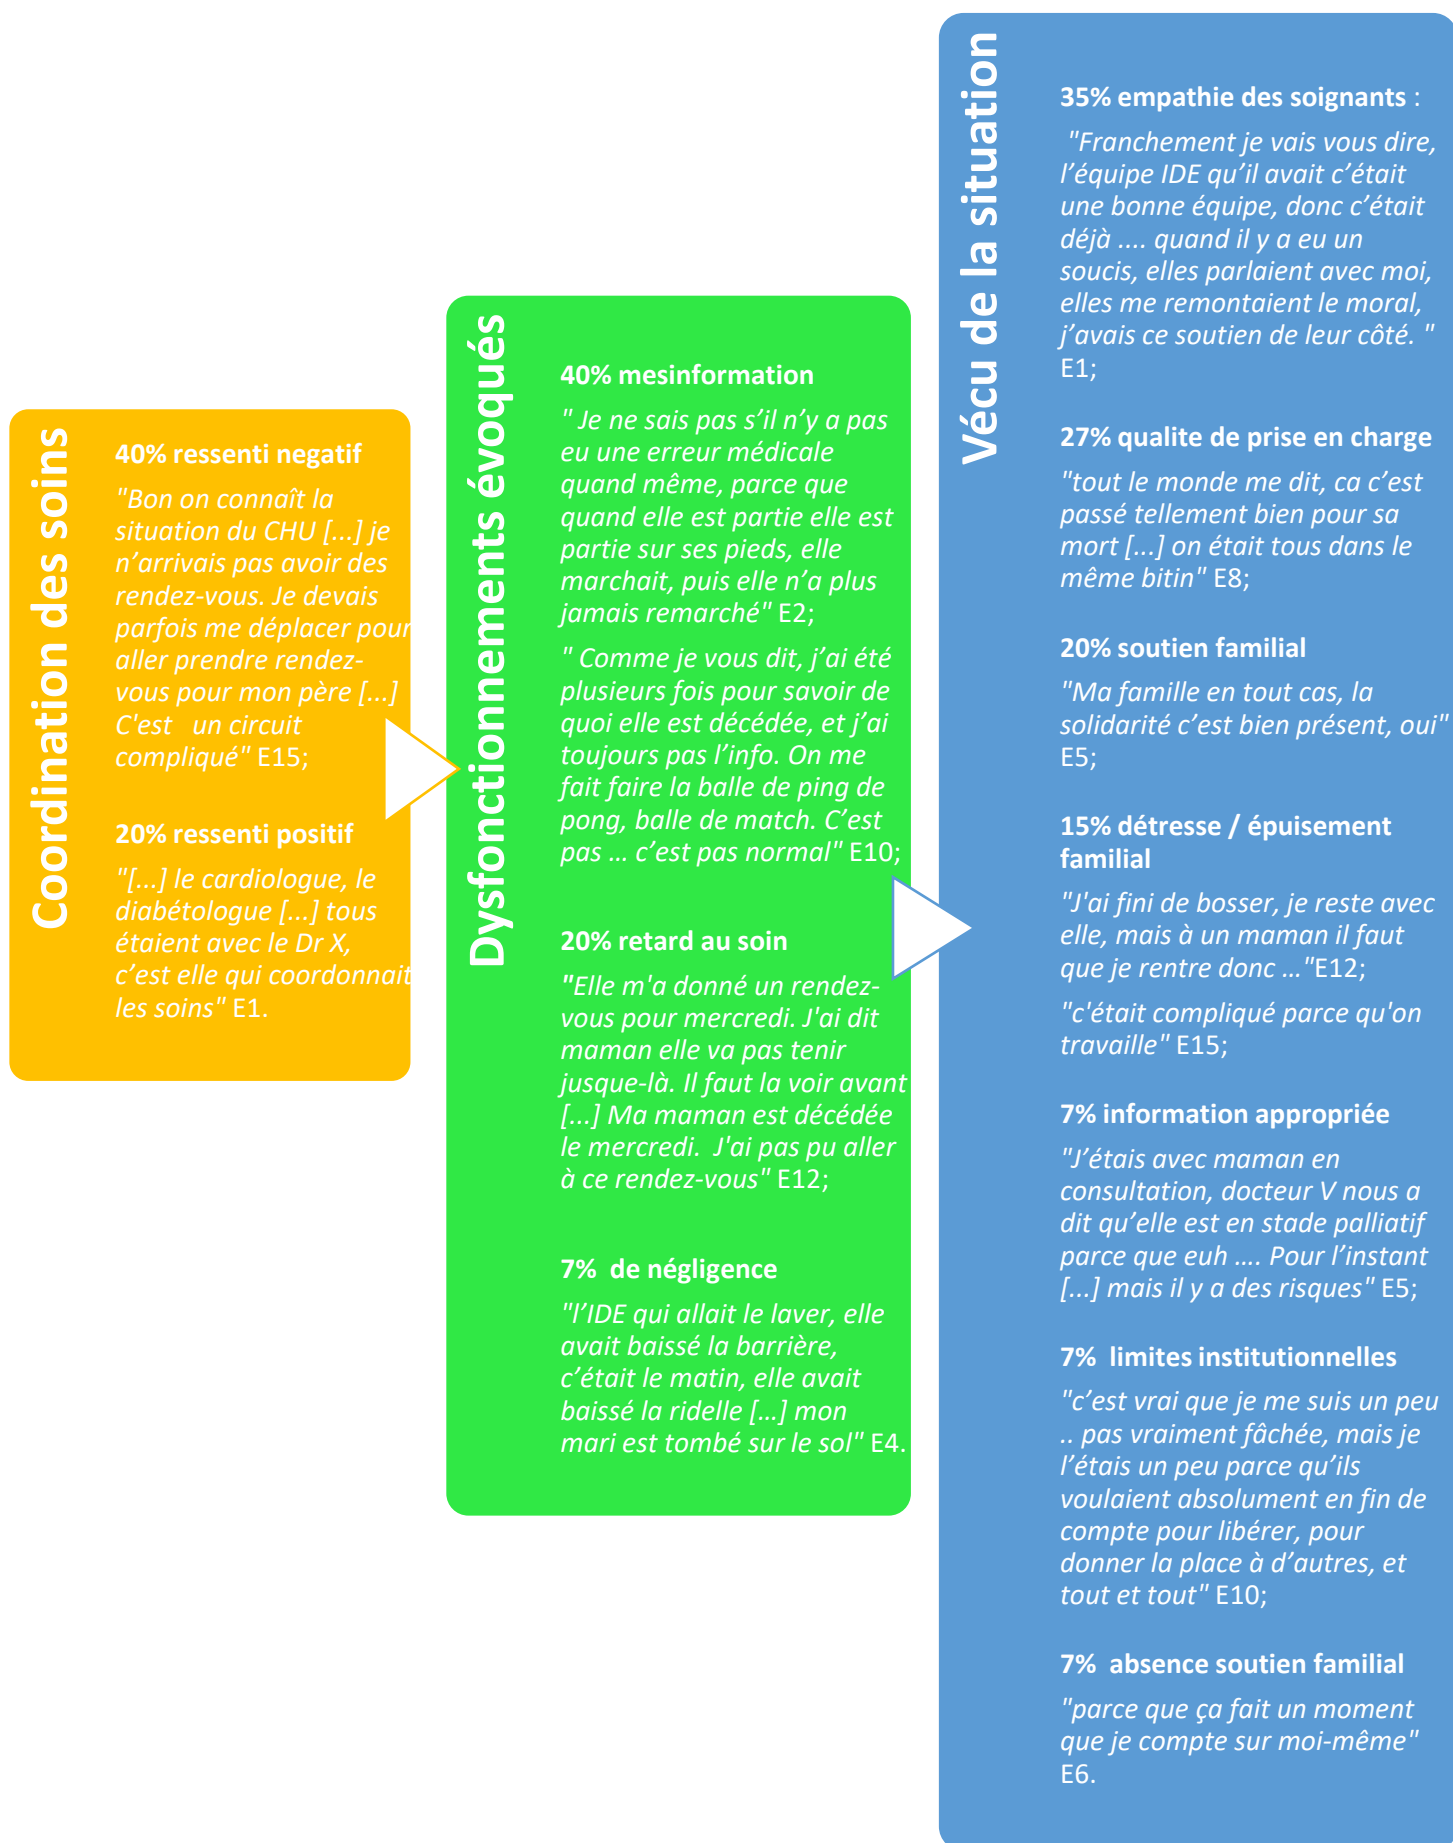 Coordination des soins
40% ressenti negatif
"Bon on connaît la
situation du CHU [...] je
n’arrivais pas avoir des
rendez-vous. Je devais
parfois me déplacer pour
aller prendre rendez-
vous pour mon père [...]
C'est un circuit
compliqué" E15;
20% ressenti positif
"[...] le cardiologue, le
diabétologue [...] tous
étaient avec le Dr X,
c’est elle qui coordonnait
les soins" E1.
Dysfonctionnements évoqués
40% mesinformation
" Je ne sais pas s’il n’y a pas
eu une erreur médicale
quand même, parce que
quand elle est partie elle est
partie sur ses pieds, elle
marchait, puis elle n’a plus
jamais remarché" E2;
" Comme je vous dit, j’ai été
plusieurs fois pour savoir de
quoi elle est décédée, et j’ai
toujours pas l’info. On me
fait faire la balle de ping de
pong, balle de match. C’est
pas … c’est pas normal" E10;
20% retard au soin
"Elle m'a donné un rendez-
vous pour mercredi. J'ai dit
maman elle va pas tenir
jusque-là. Il faut la voir avant
[...] Ma maman est décédée
le mercredi. J'ai pas pu aller
à ce rendez-vous" E12;
7% de négligence
"l’IDE qui allait le laver, elle
avait baissé la barrière,
c’était le matin, elle avait
baissé la ridelle […] mon
mari est tombé sur le sol" E4.
Vécu de la situation
35% empathie des soignants :
"Franchement je vais vous dire,
l’équipe IDE qu’il avait c’était
une bonne équipe, donc c’était
déjà .... quand il y a eu un
soucis, elles parlaient avec moi,
elles me remontaient le moral,
j’avais ce soutien de leur côté. "
E1;
27% qualite de prise en charge
"tout le monde me dit, ca c’est
passé tellement bien pour sa
mort [...] on était tous dans le
même bitin" E8;
20% soutien familial
"Ma famille en tout cas, la
solidarité c’est bien présent, oui"
E5;
15% détresse / épuisement
familial
"J'ai fini de bosser, je reste avec
elle, mais à un maman il faut
que je rentre donc …"E12;
"c'était compliqué parce qu'on
travaille" E15;
7% information appropriée
"J’étais avec maman en
consultation, docteur V nous a
dit qu’elle est en stade palliatif
parce que euh …. Pour l’instant
[...] mais il y a des risques" E5;
7% limites institutionnelles
"c’est vrai que je me suis un peu
.. pas vraiment fâchée, mais je
l’étais un peu parce qu’ils
voulaient absolument en fin de
compte pour libérer, pour
donner la place à d’autres, et
tout et tout" E10;
7% absence soutien familial
"parce que ça fait un moment
que je compte sur moi-même"
E6.